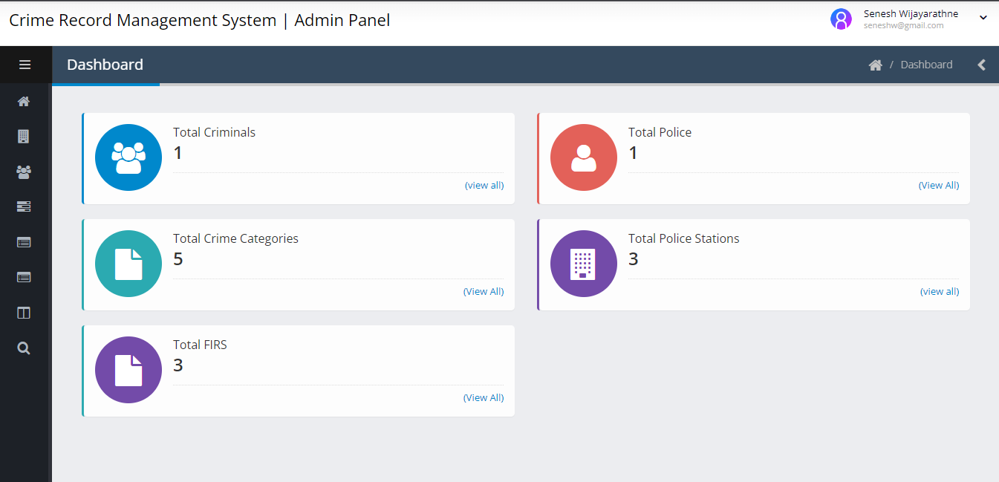 Crime Record Management System | Admin Panel
Senesh Wijayarathne
seneshw@gmail.com
Dashboard
/ Dashboard
Total Criminals
1
(view all)
Total Police
1
(View All)
Total Crime Categories
5
(View All)
Total Police Stations
3
(view all)
Total FIRS
3
(View All)